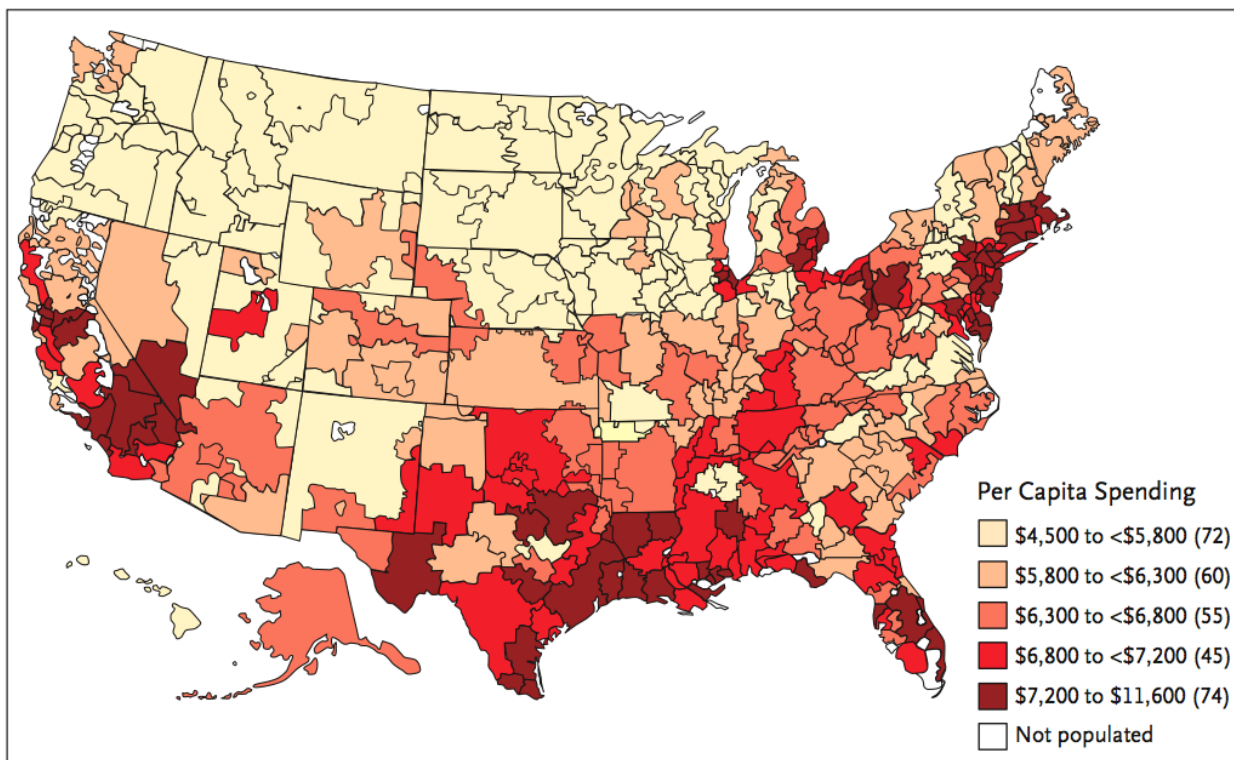 Per Capita Spending
$4,500 to <$5,800 (72)
$5,800 to <$6,300 (60)
$6,300 to <$6,800 (55)
$6,800 to <$7,200 (45)
$7,200 to $11,600 (74)
Not populated